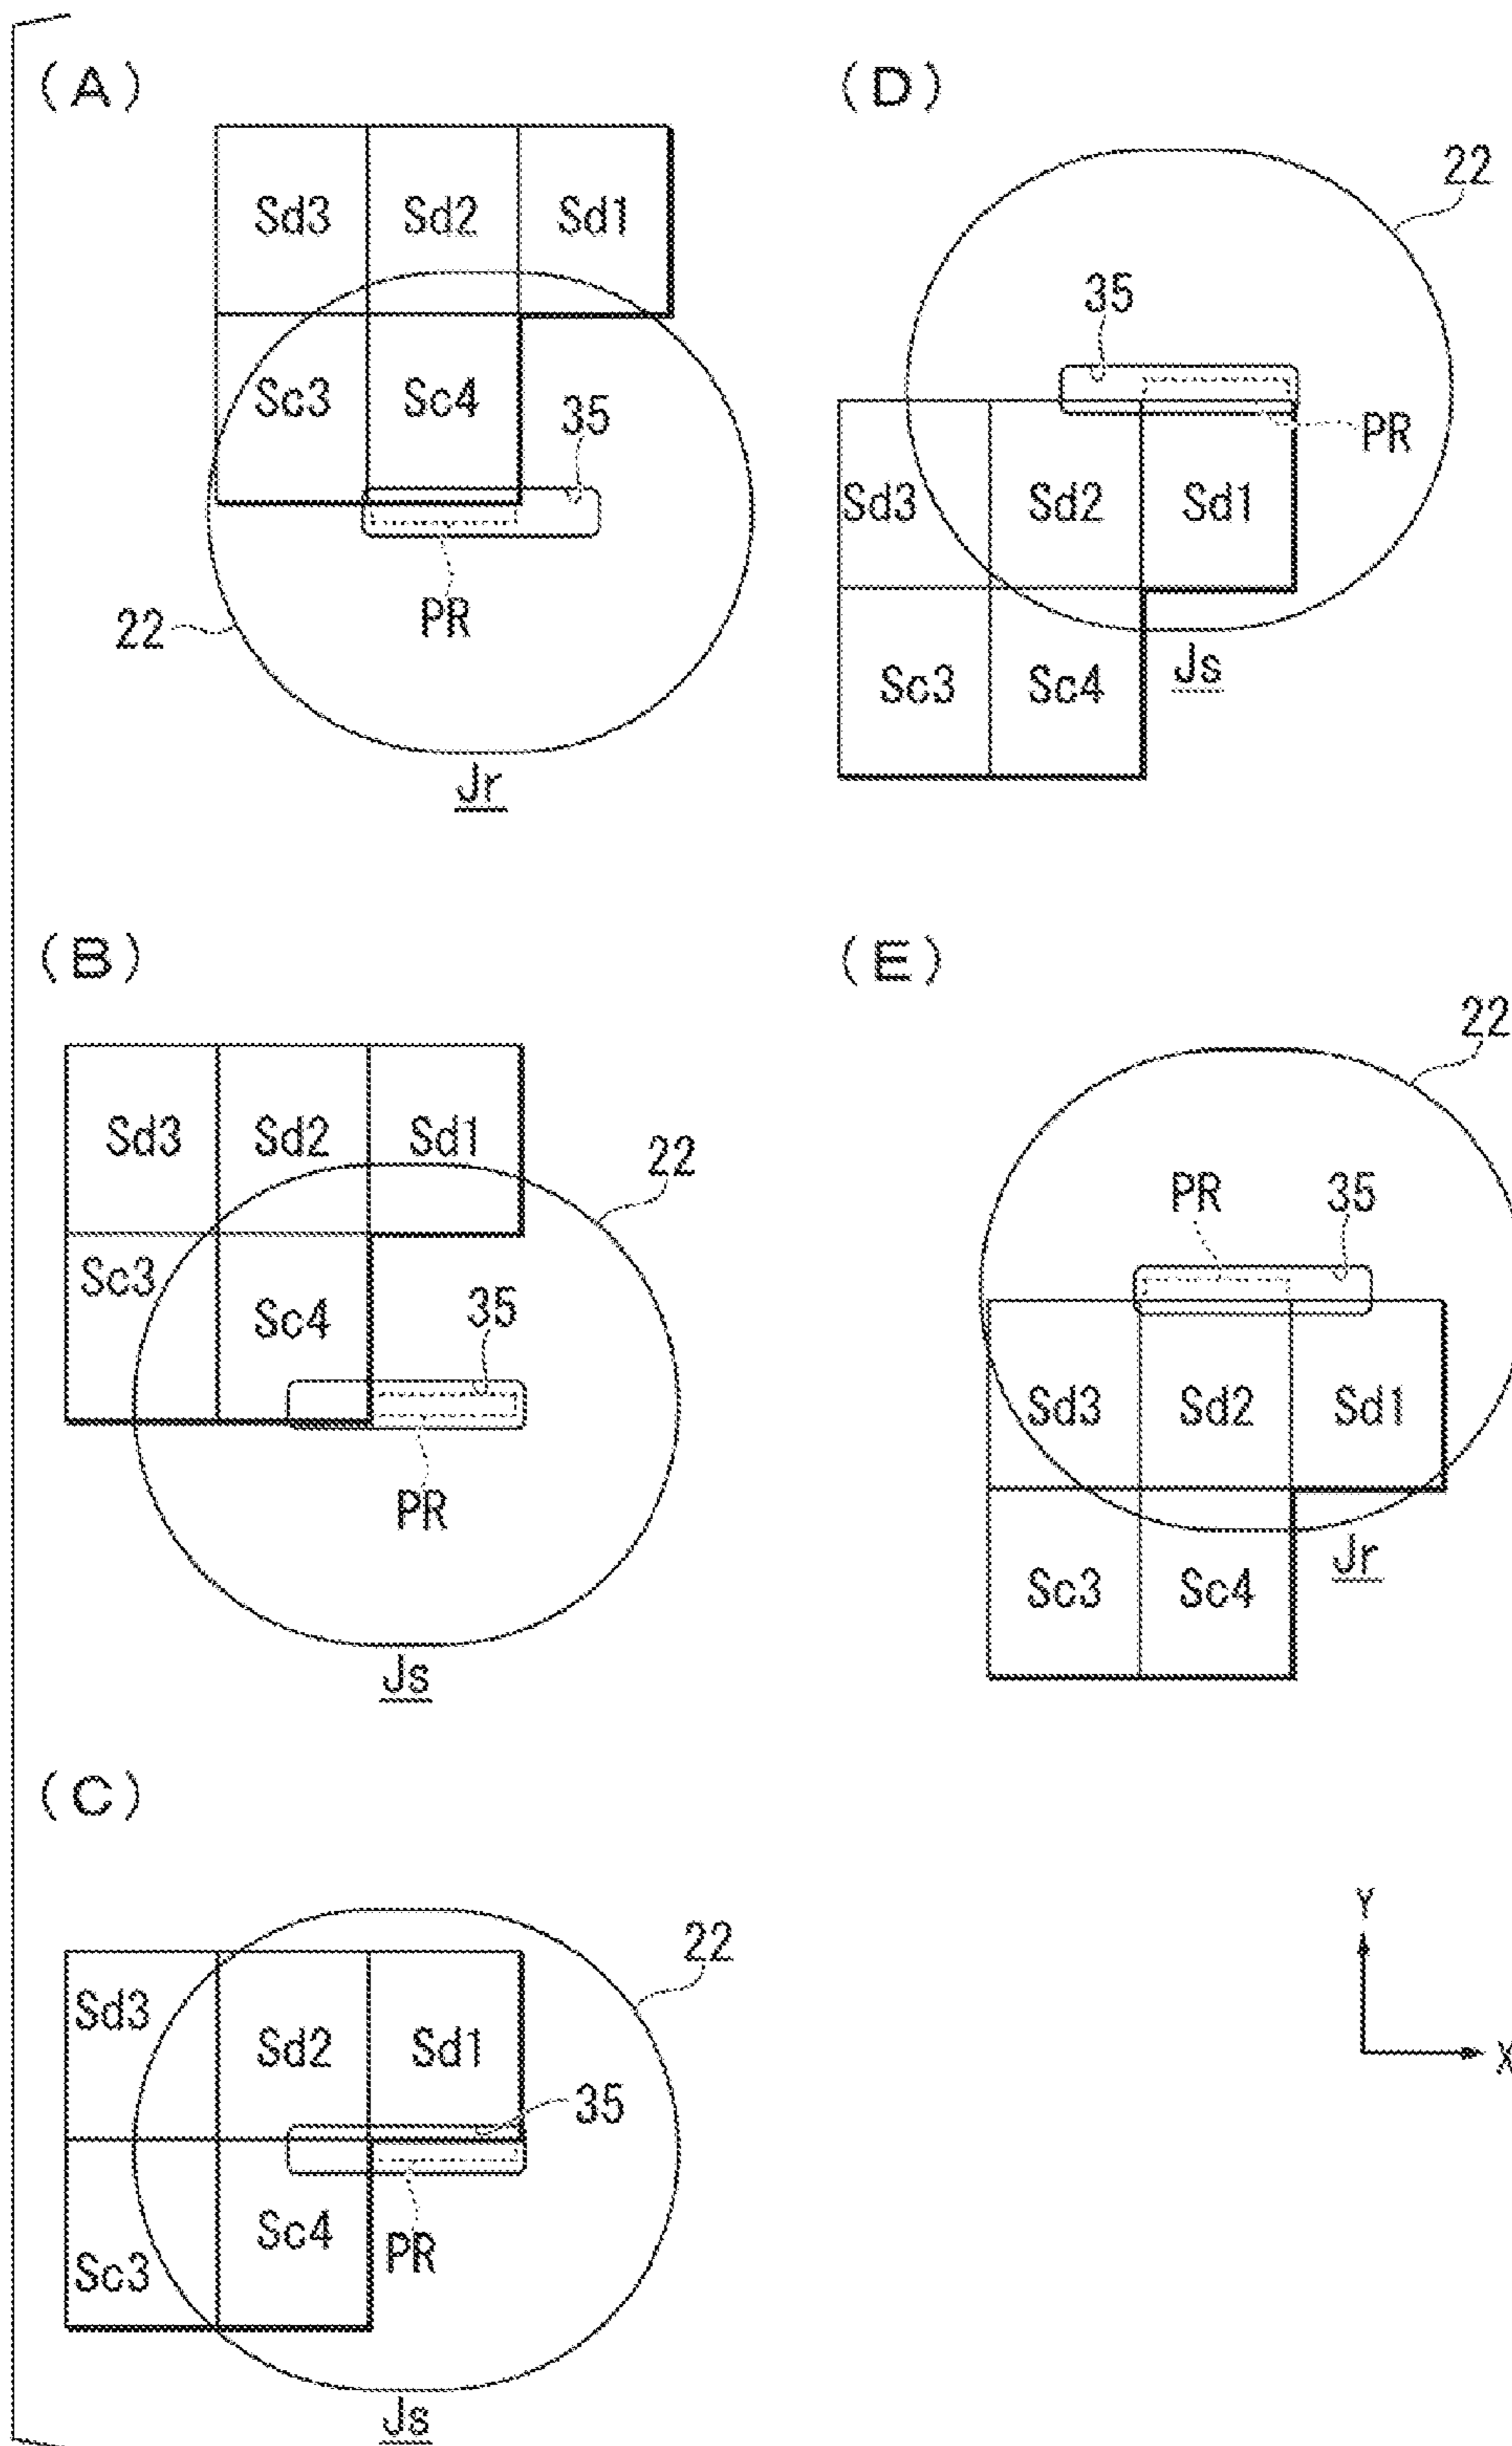 (A)
Sd3 Sd2 Sd1
Sc3 Sc4 35
PR
22
Jr
(B)
Sd3 Sd2 Sd1 22
Sc3 Sc4 35
PR
Js
(C)
22
Sd3 Sd2 Sd1
35
Sc3 Sc4 PR
Js
(D)
22
35
PR
Sd3 Sd2 Sd1
Sc3 Sc4 Js
(E)
22
PR 35
Sd3 Sd2 Sd1
Jr
Sc3 Sc4
Y
X